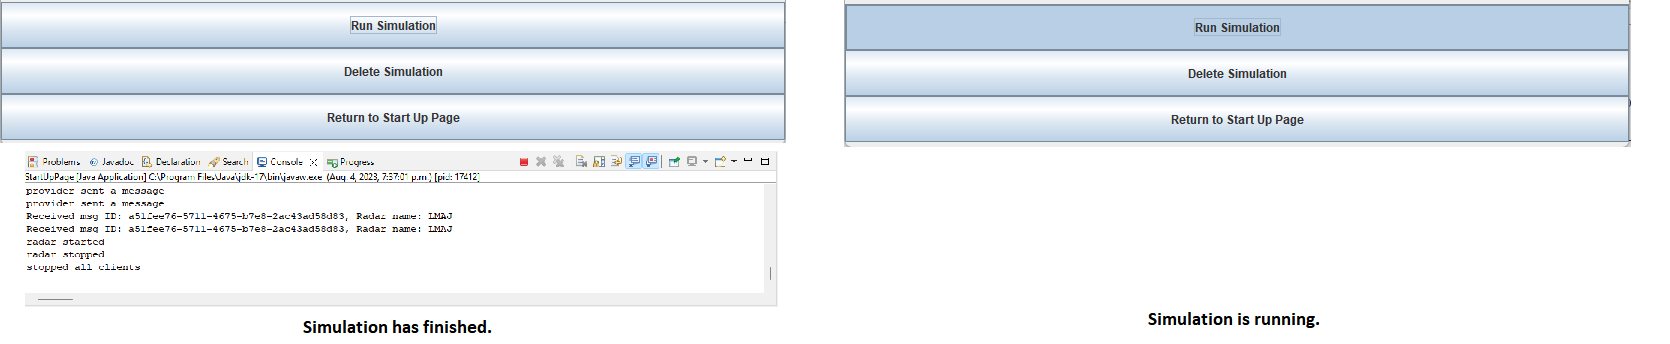 Run Simulation
Delete Simulation
Return to Start Up Page
Problems Javadoc Declaration Search Console Progress
StartUpPage [Java Application] C:\Program Files\Java\jdk-17\bin\javaw.exe (Aug. 4, 2023, 7:37:01 p.m.) [pid: 17412]
provider sent a message
provider sent a message
Received msg ID: a51fee76-5711-4675-b7e8-2ac43ad58d83, Radar name: LMAJ
Received msg ID: a51fee76-5711-4675-b7e8-2ac43ad58d83, Radar name: LMAJ
radar started
radar stopped
stopped all clients
Simulation has finished.
Run Simulation
Delete Simulation
Return to Start Up Page
Simulation is running.